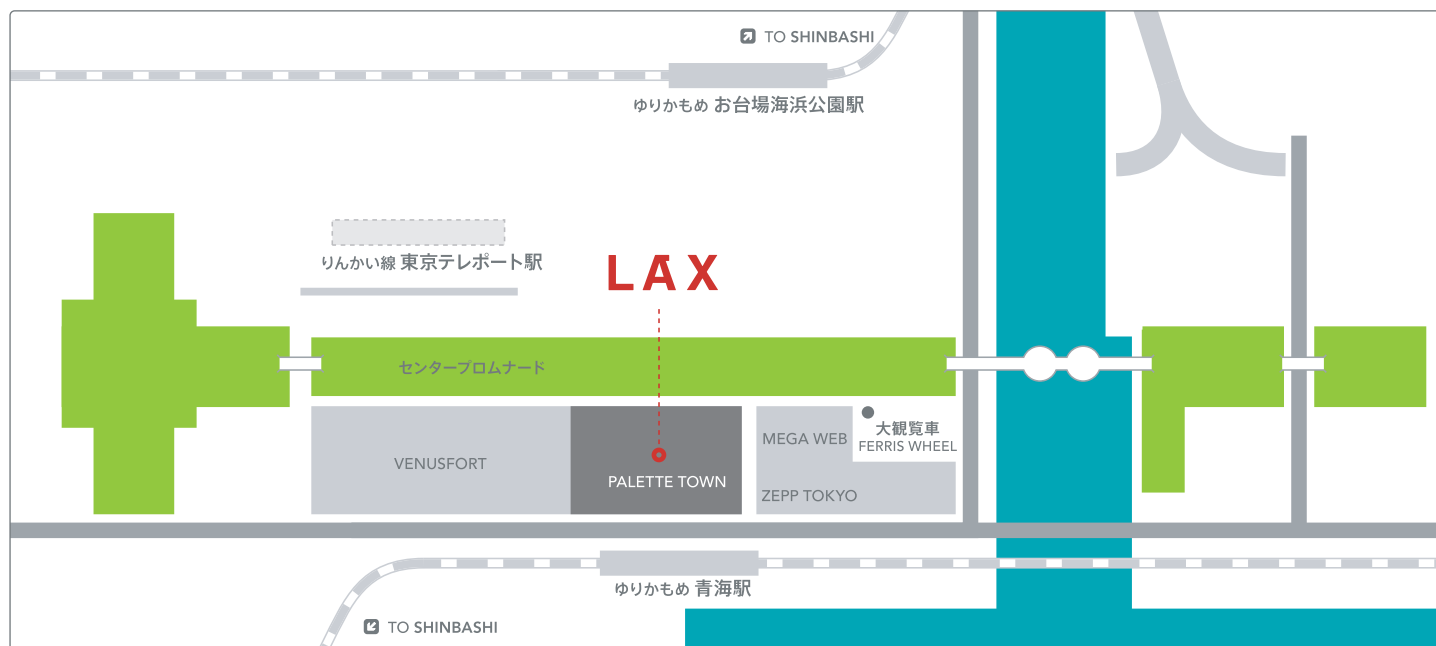 TO SHINBASHI
ゆりかもめ お台場海浜公園駅
りんかい線 東京テレポート駅
LAX
センタープロムナード
VENUSFORT
PALETTE TOWN
MEGA WEB
大観覧車
FERRIS WHEEL
ZEPP TOKYO
ゆりかもめ 青海駅
TO SHINBASHI